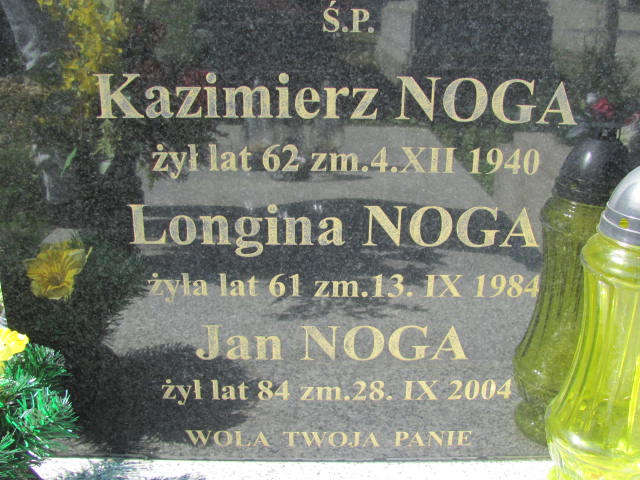 Ś.P.
Kazimierz NOGA
żył lat 62 zm.4.XII 1940
Longina NOGA
żyła lat 61 zm.13. IX 1984
Jan NOGA
żył lat 84 zm.28. IX 2004
WOLA TWOJA PANIE